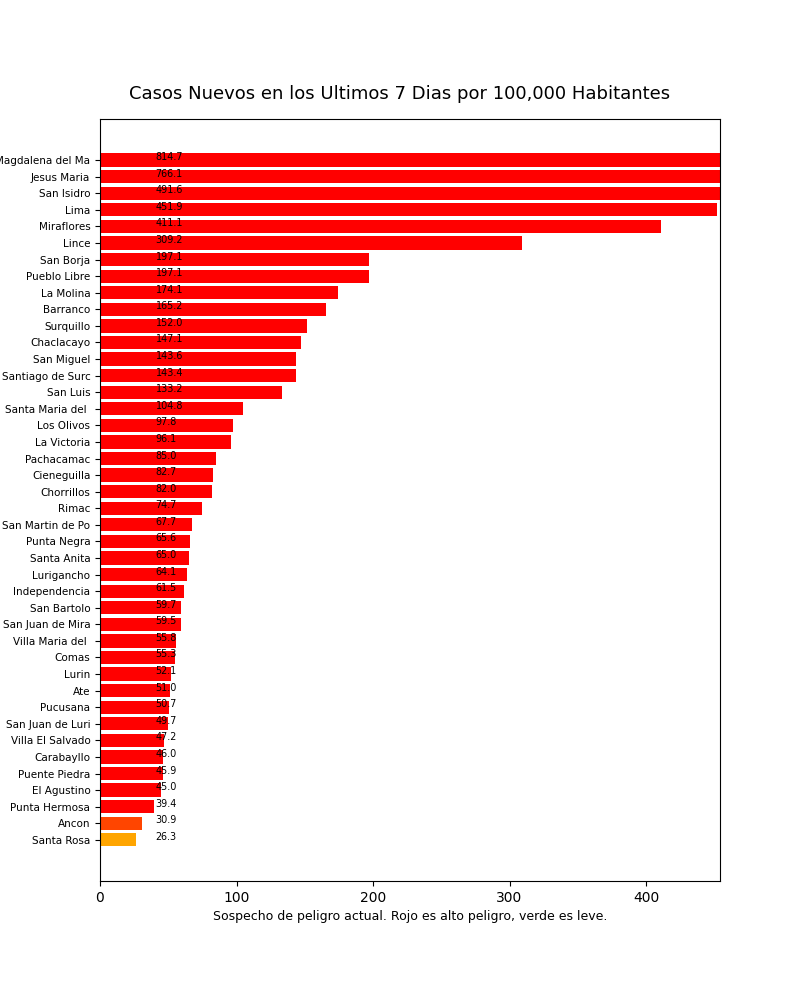 Casos Nuevos en los Ultimos 7 Dias por 100,000 Habitantes
Magdalena del Ma 814.7
Jesus Maria 766.1
San Isidro 491.6
Lima 451.9
Miraflores 411.1
Lince 309.2
San Borja 197.1
Pueblo Libre 197.1
La Molina 174.1
Barranco 165.2
Surquillo 152.0
Chaclacayo 147.1
San Miguel 143.6
Santiago de Surc 143.4
San Luis 133.2
Santa Maria del 104.8
Los Olivos 97.8
La Victoria 96.1
Pachacamac 85.0
Cieneguilla 82.7
Chorrillos 82.0
Rimac 74.7
San Martin de Po 67.7
Punta Negra 65.6
Santa Anita 65.0
Lurigancho 64.1
Independencia 61.5
San Bartolo 59.7
San Juan de Mira 59.5
Villa Maria del 55.8
Comas 55.3
Lurin 52.1
Ate 51.0
Pucusana 50.7
San Juan de Luri 49.7
Villa El Salvado 47.2
Carabayllo 46.0
Puente Piedra 45.9
El Agustino 45.0
Punta Hermosa 39.4
Ancon 30.9
Santa Rosa 26.3
0 100 200 300 400
Sospecho de peligro actual. Rojo es alto peligro, verde es leve.